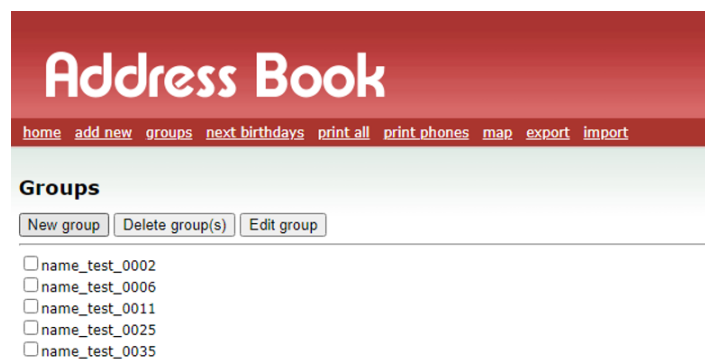 Address Book
home add new groups next birthdays print all print phones map export import
Groups
New group Delete group(s) Edit group
name_test_0002
name_test_0006
name_test_0011
name_test_0025
name_test_0035